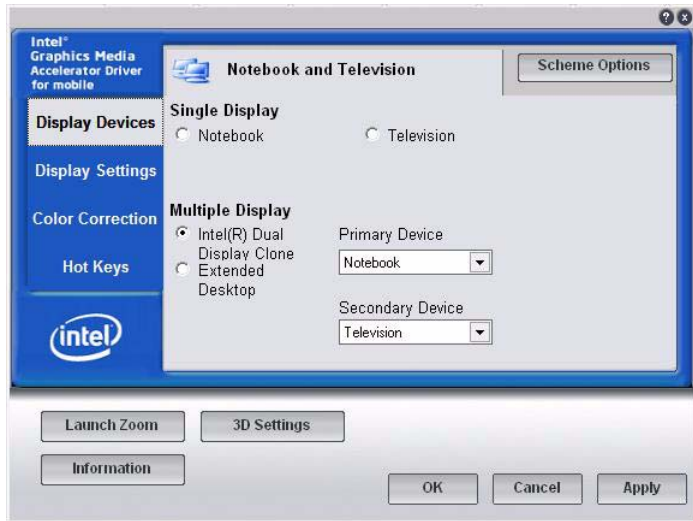 Intel®
Graphics Media
Accelerator Driver
for mobile
Notebook and Television
Scheme Options
Display Devices
Display Settings
Color Correction
Hot Keys
intel
Single Display
Notebook
Television
Multiple Display
Intel(R) Dual
Display Clone
Extended
Desktop
Primary Device
Notebook
Secondary Device
Television
Launch Zoom
3D Settings
Information
OK
Cancel
Apply